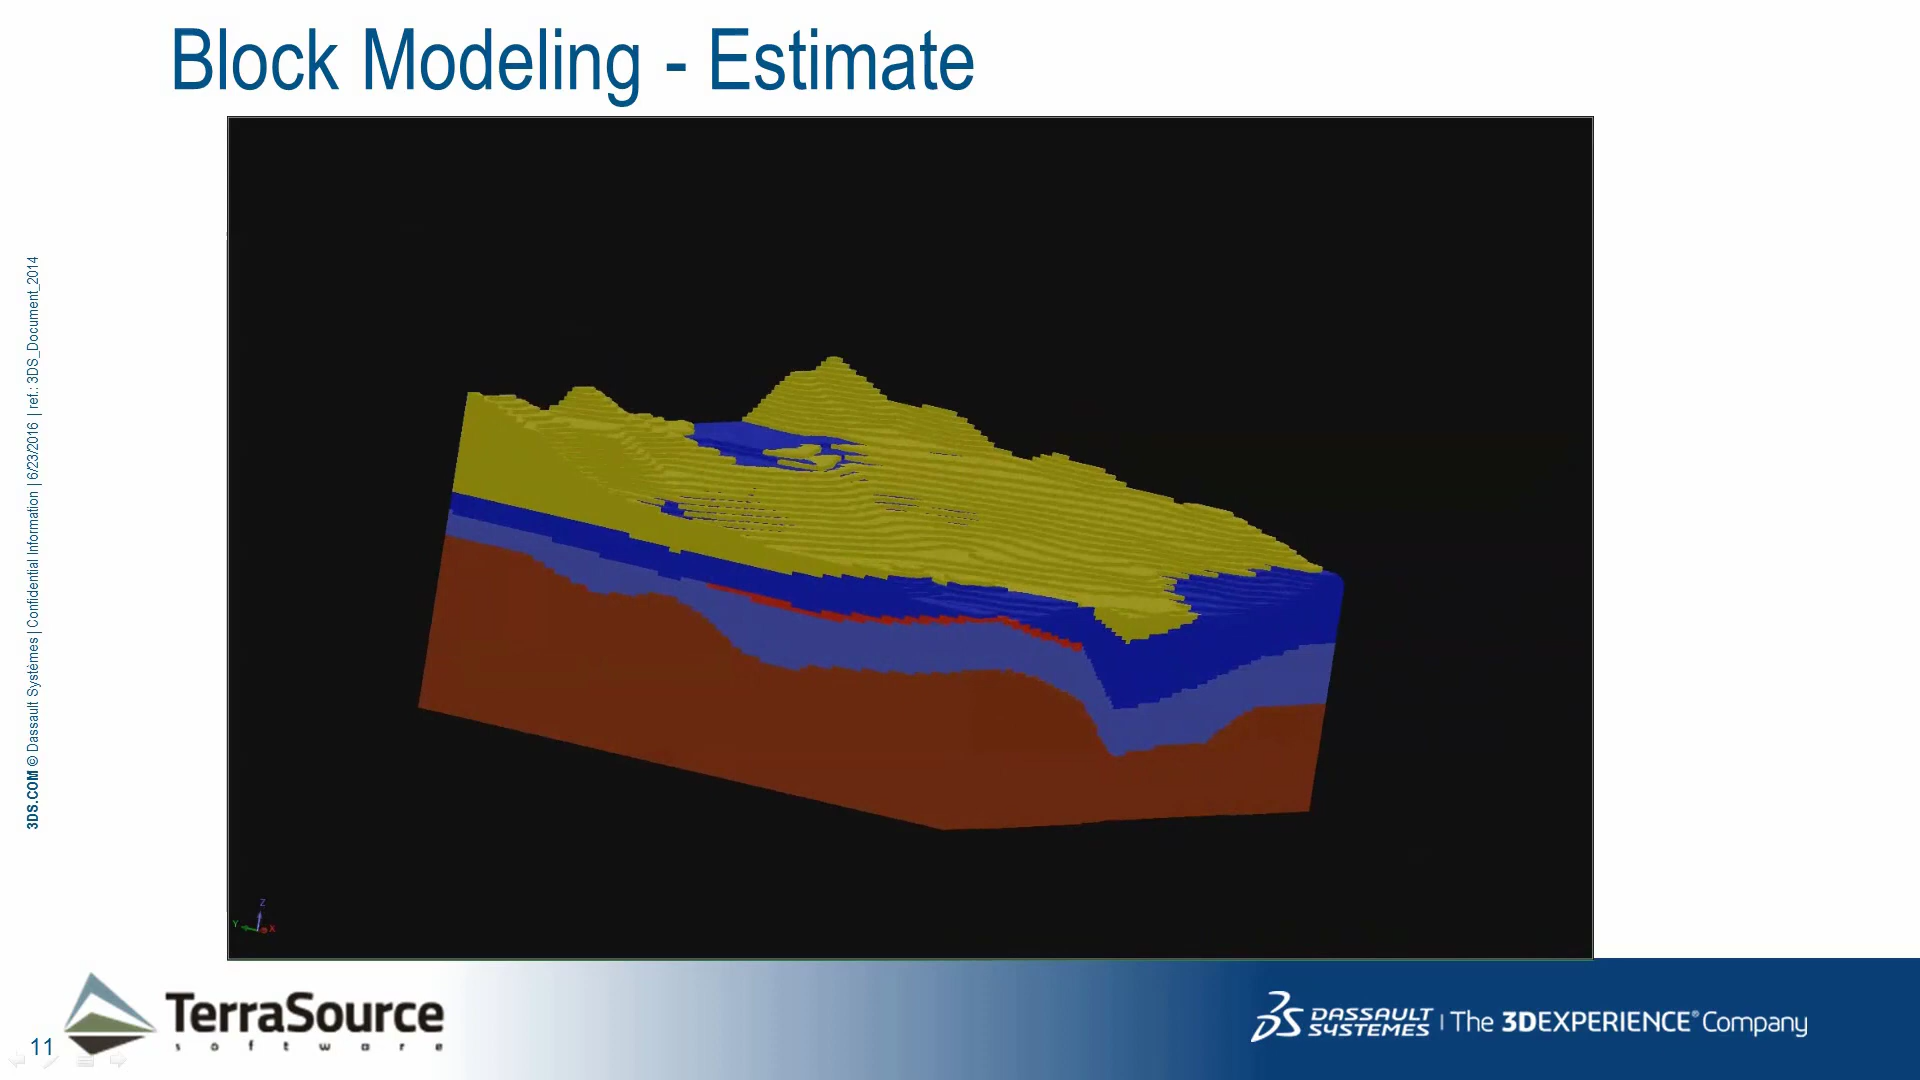 Block Modeling - Estimate
3DS.COM © Dassault Systèmes | Confidential Information | 6/23/2016 | ref.: 3DS_Document_2014
Z
Y
X
11
TerraSource
software
DASSAULT
SYSTEMES
The 3DEXPERIENCE® Company